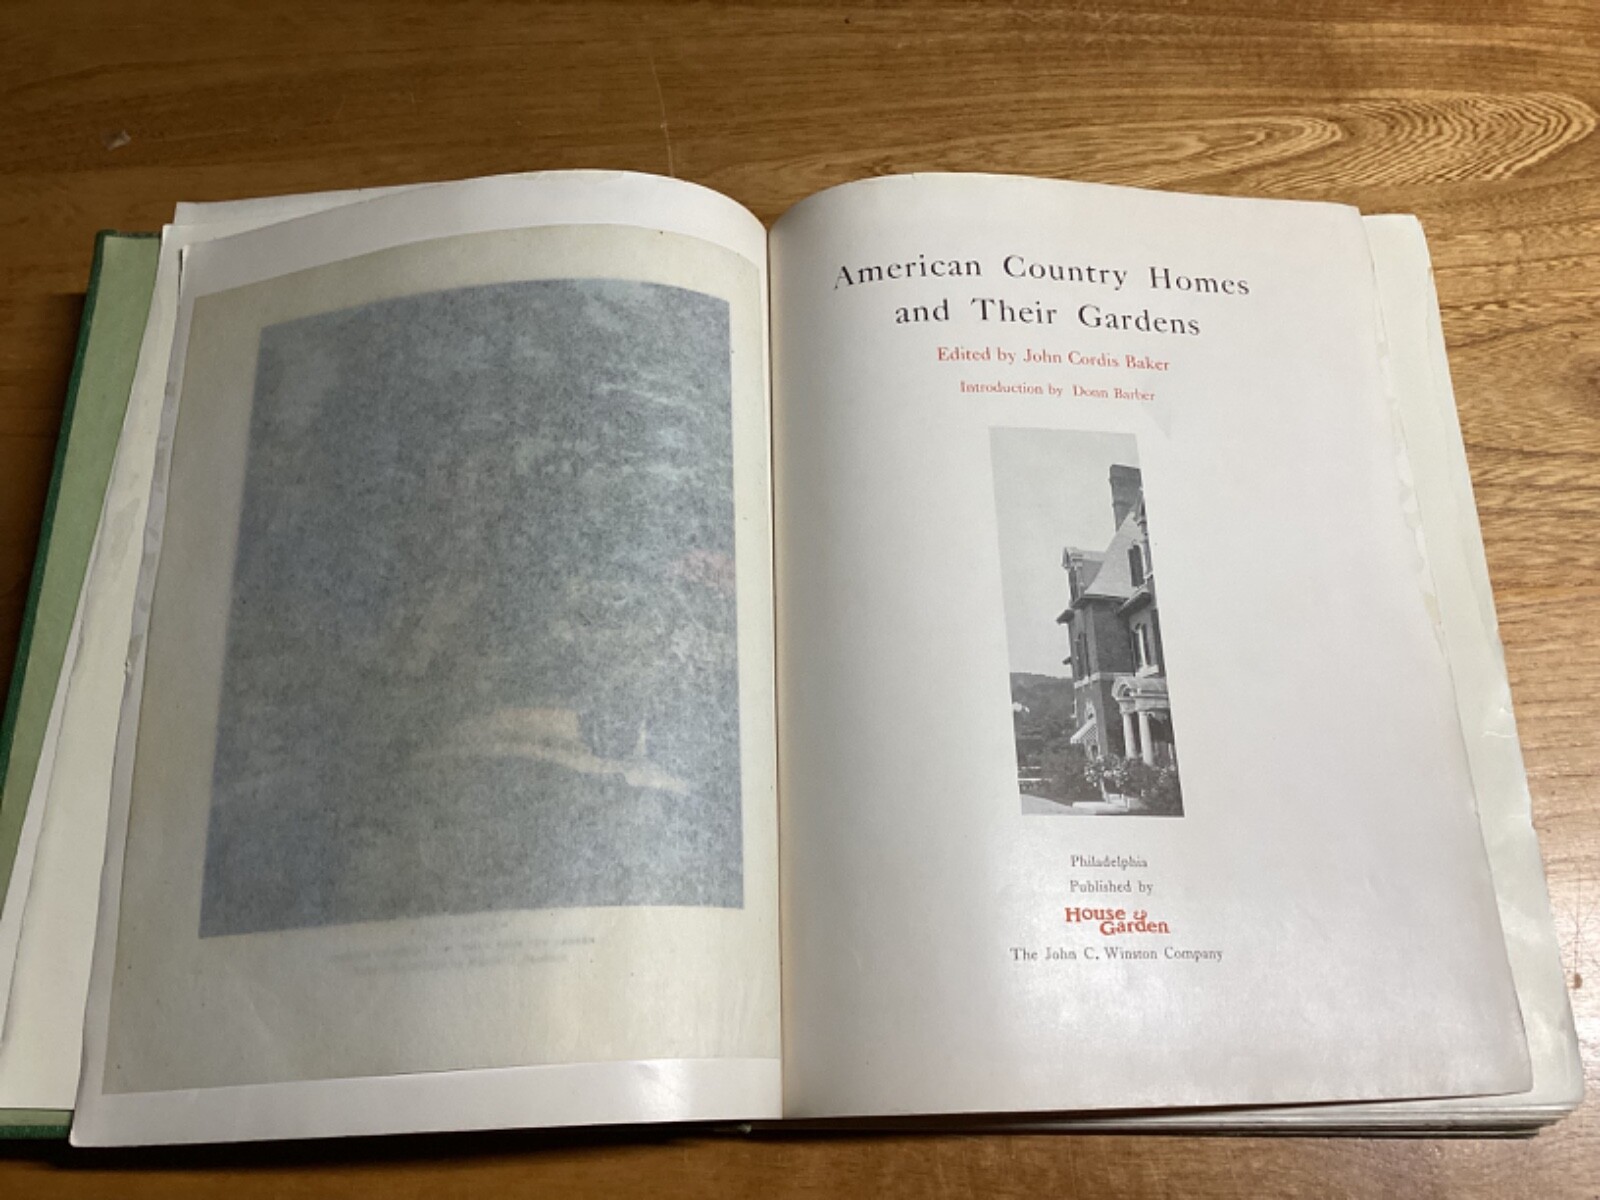 American Country Homes
and Their Gardens
Edited by John Cordis Baker
Introduction by Donn Barber
Philadelphia
Published by
House & Garden
The John C. Winston Company